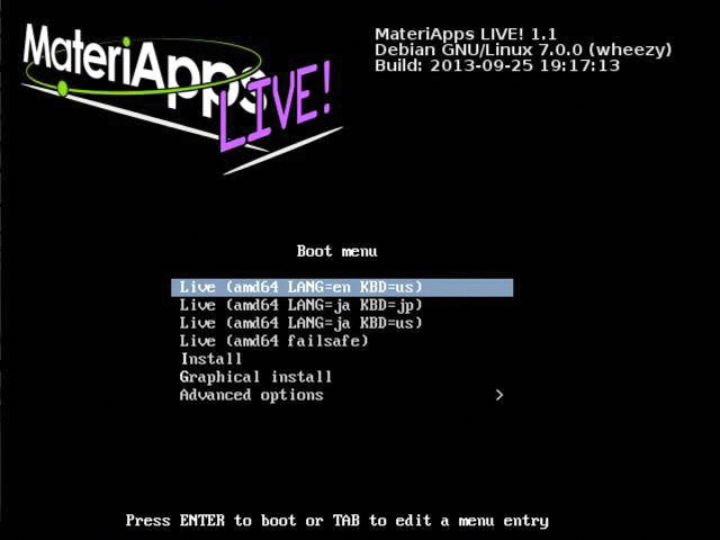 MateriApps
LIVE!
MateriApps LIVE! 1.1
Debian GNU/Linux 7.0.0 (wheezy)
Build: 2013-09-25 19:17:13
Boot menu
Live (amd64 LANG=en KBD=us)
Live (amd64 LANG=ja KBD=jp)
Live (amd64 LANG=ja KBD=us)
Live (amd64 failsafe)
Install
Graphical install
Advanced options >
Press ENTER to boot or TAB to edit a menu entry